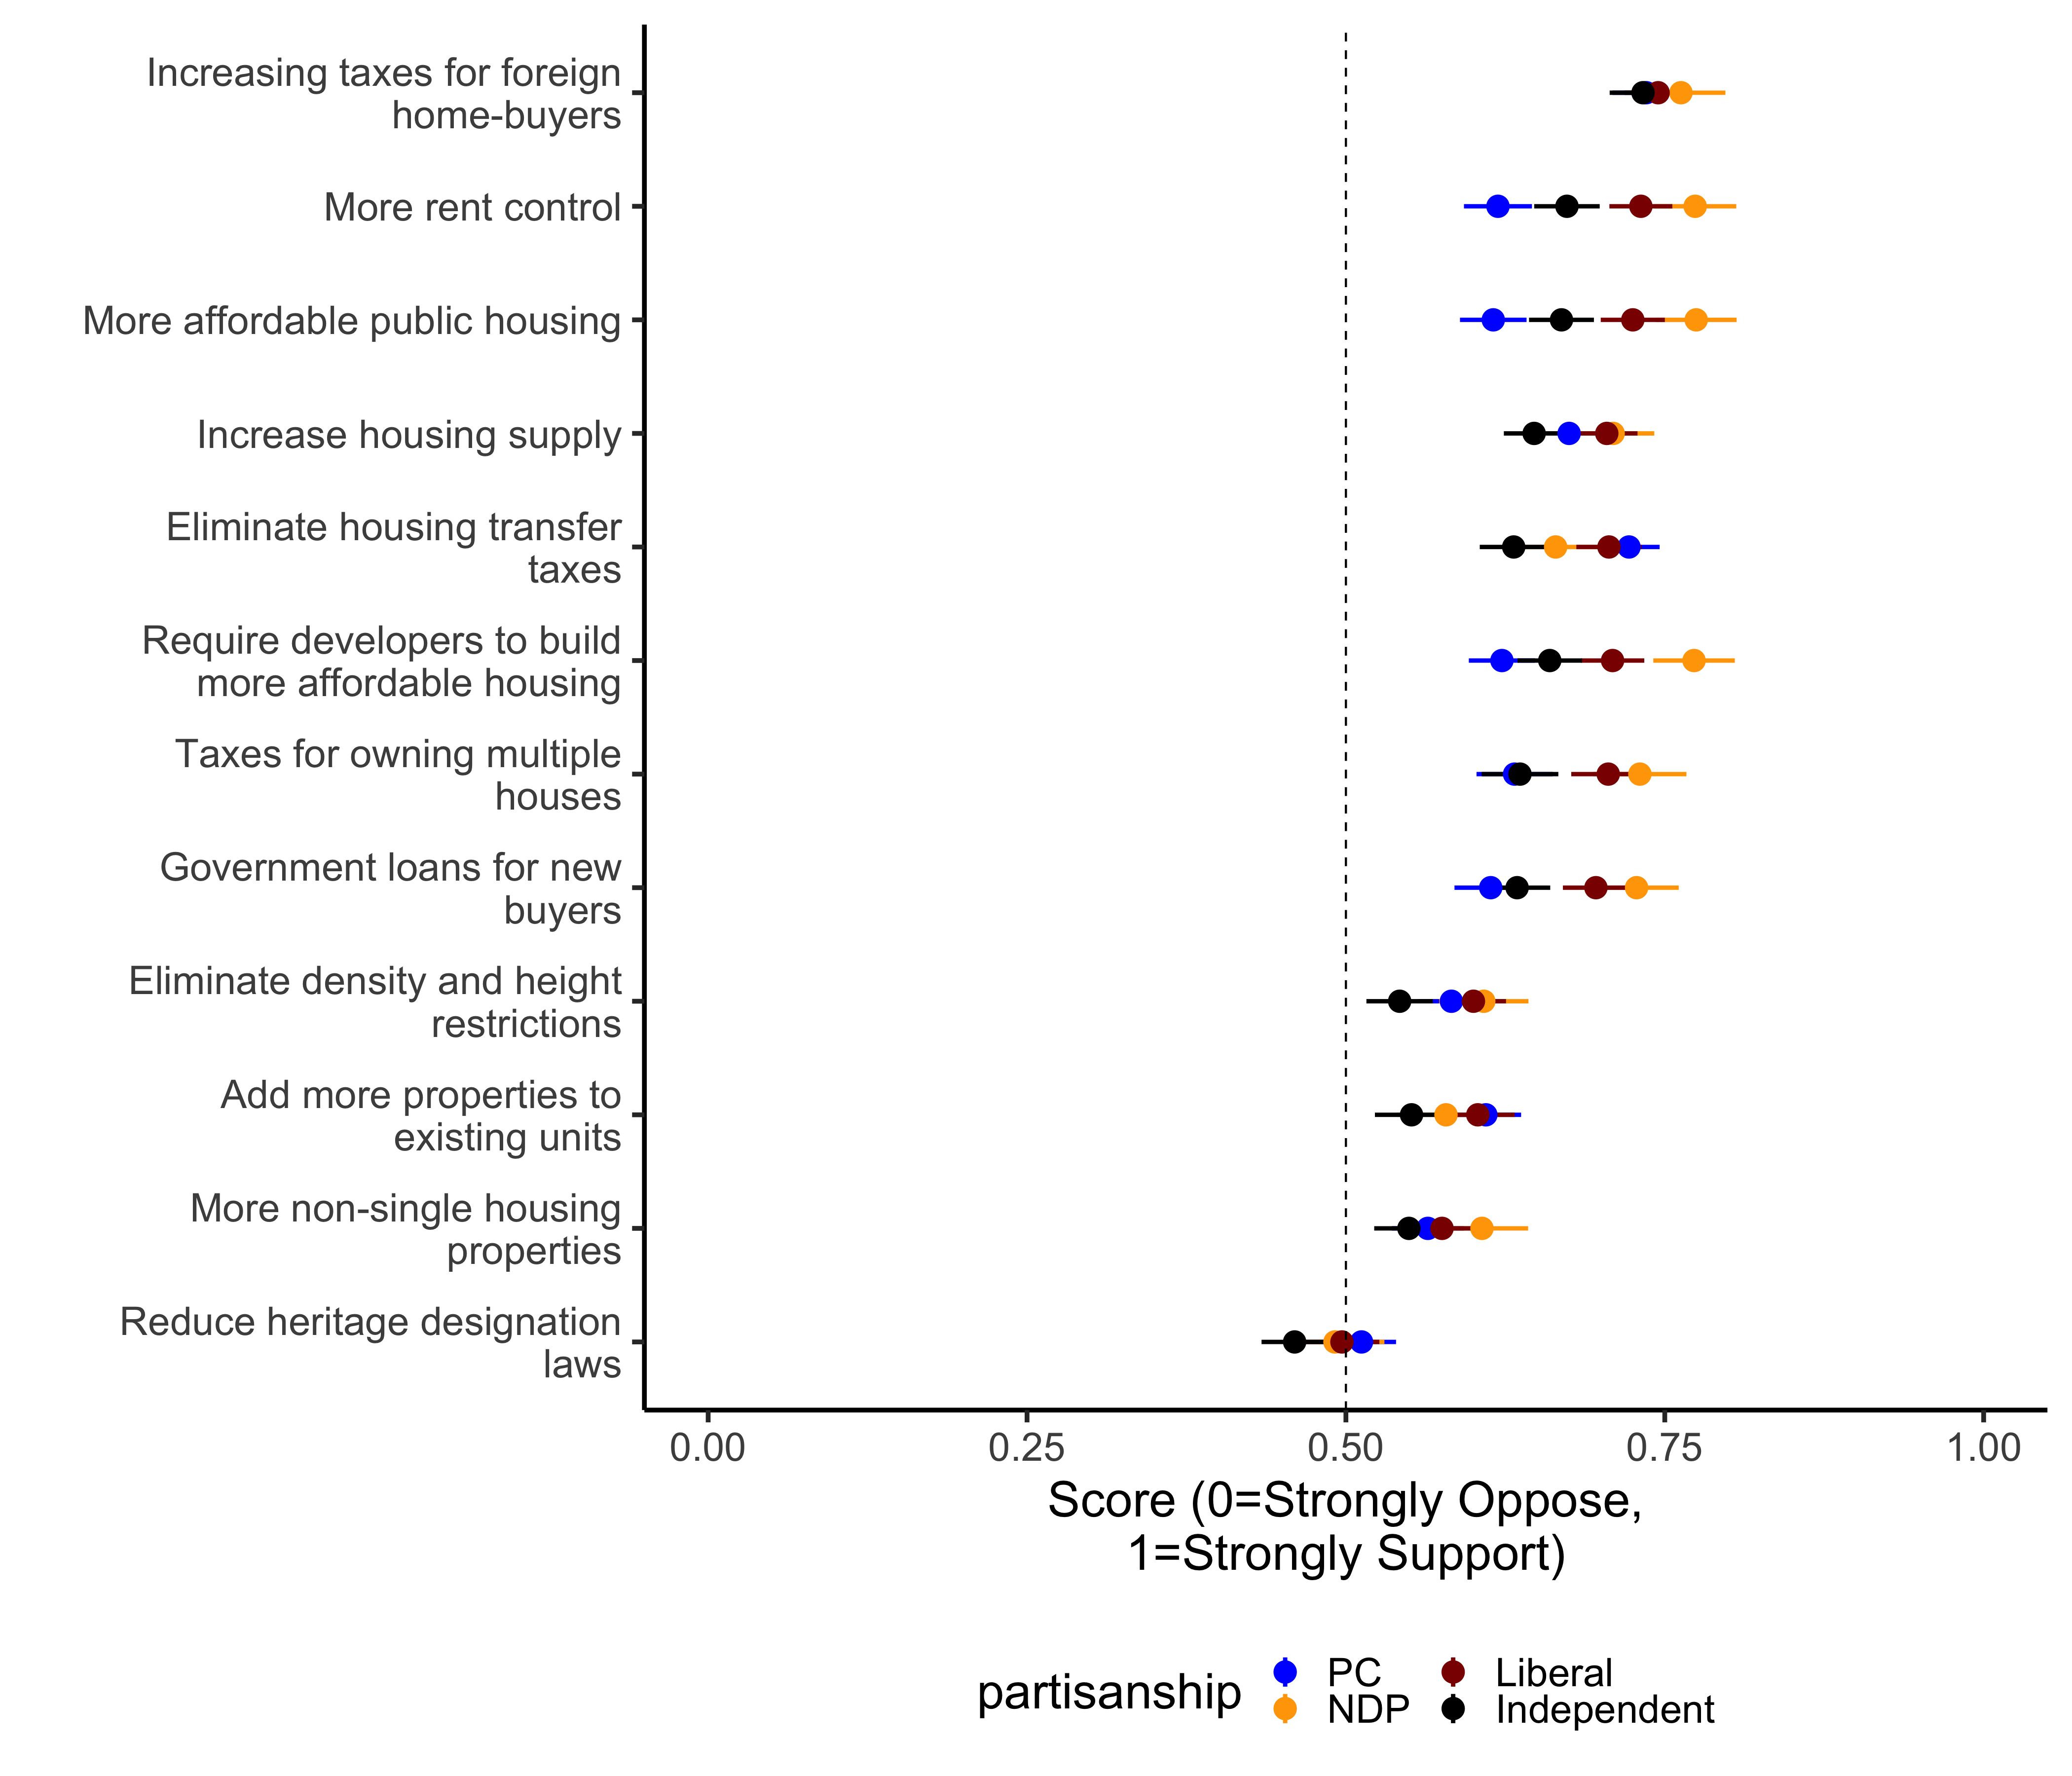 Increasing taxes for foreign
home-buyers
More rent control
More affordable public housing
Increase housing supply
Eliminate housing transfer
taxes
Require developers to build
more affordable housing
Taxes for owning multiple
houses
Government loans for new
buyers
Eliminate density and height
restrictions
Add more properties to
existing units
More non-single housing
properties
Reduce heritage designation
laws
0.00 0.25 0.50 0.75 1.00
Score (0=Strongly Oppose,
1=Strongly Support)
partisanship
PC Liberal
NDP Independent